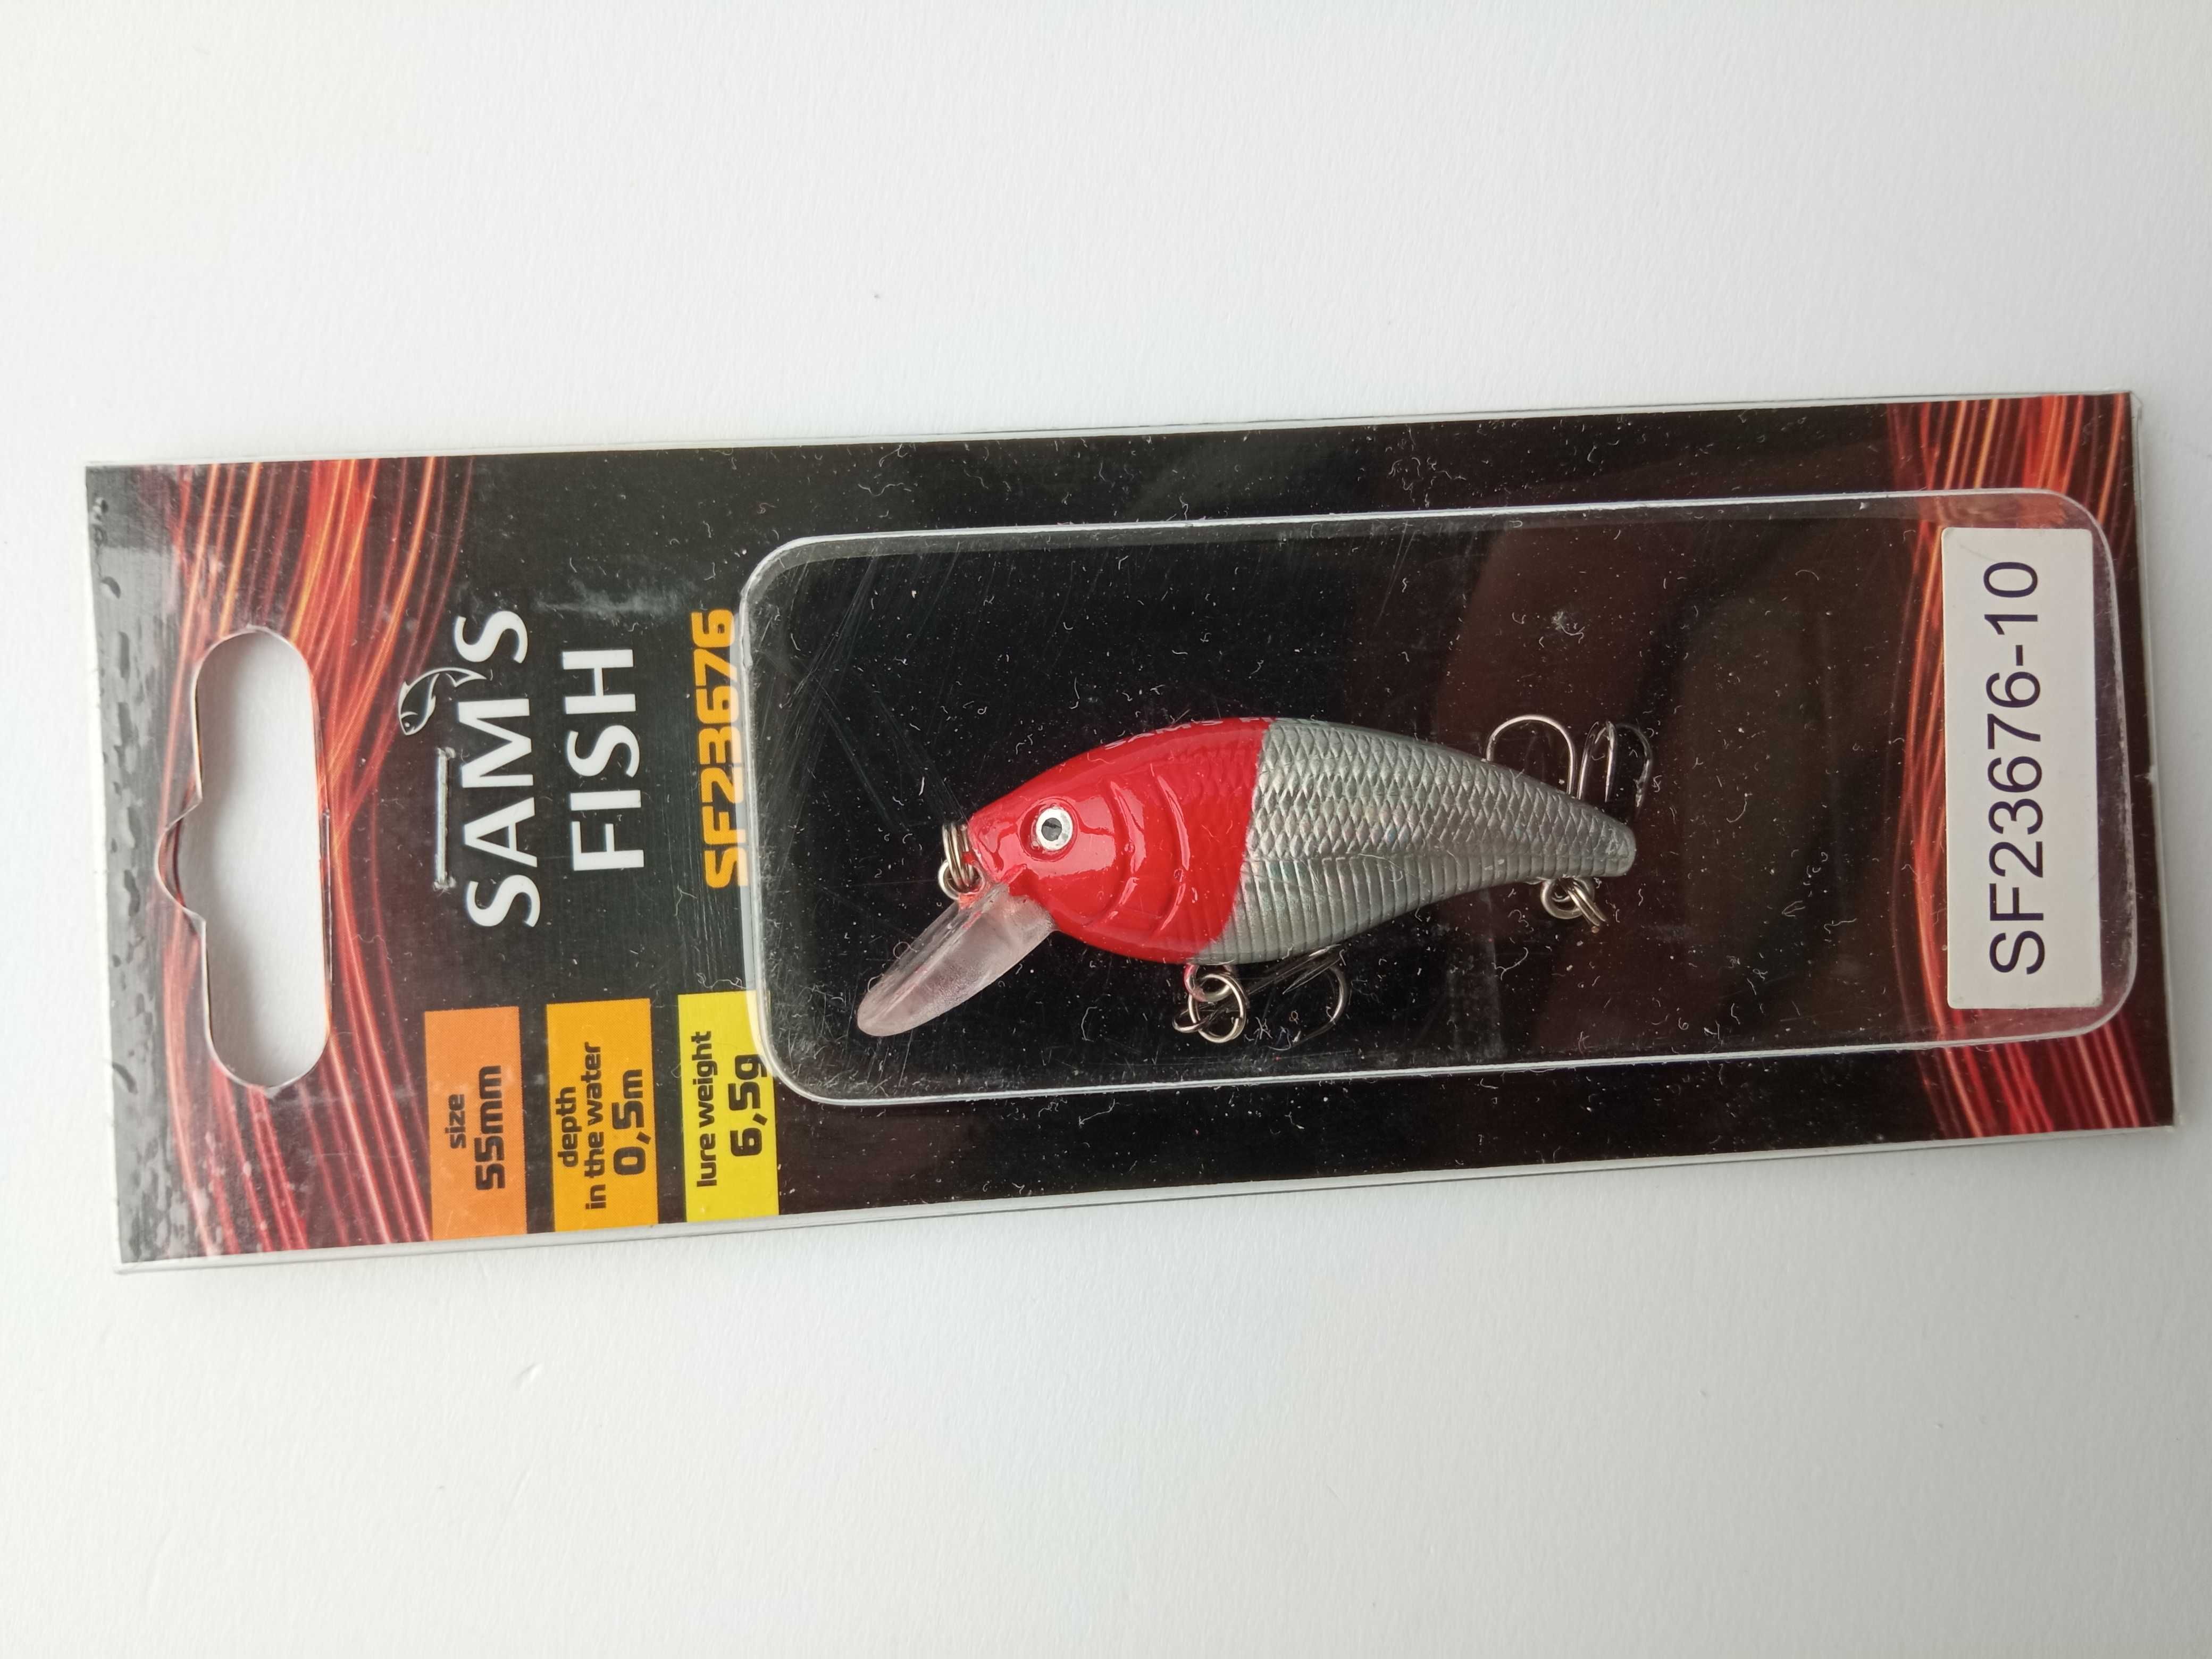 SAM'S
FISH
SF23676
size
55mm
depth
in the water
0,5m
lure weight
6,5g
SF23676-10